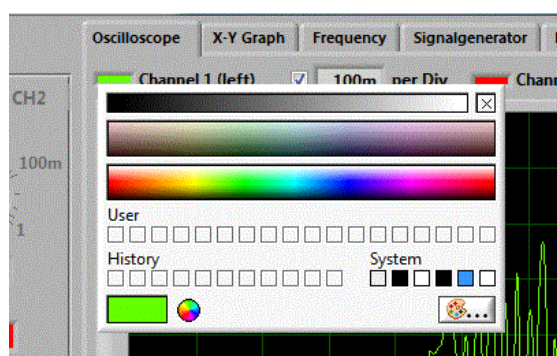 Oscilloscope X-Y Graph Frequency Signalgenerator
Channel 1 (left) 100m per Div Chann
CH2
100m
1
User
History System
...